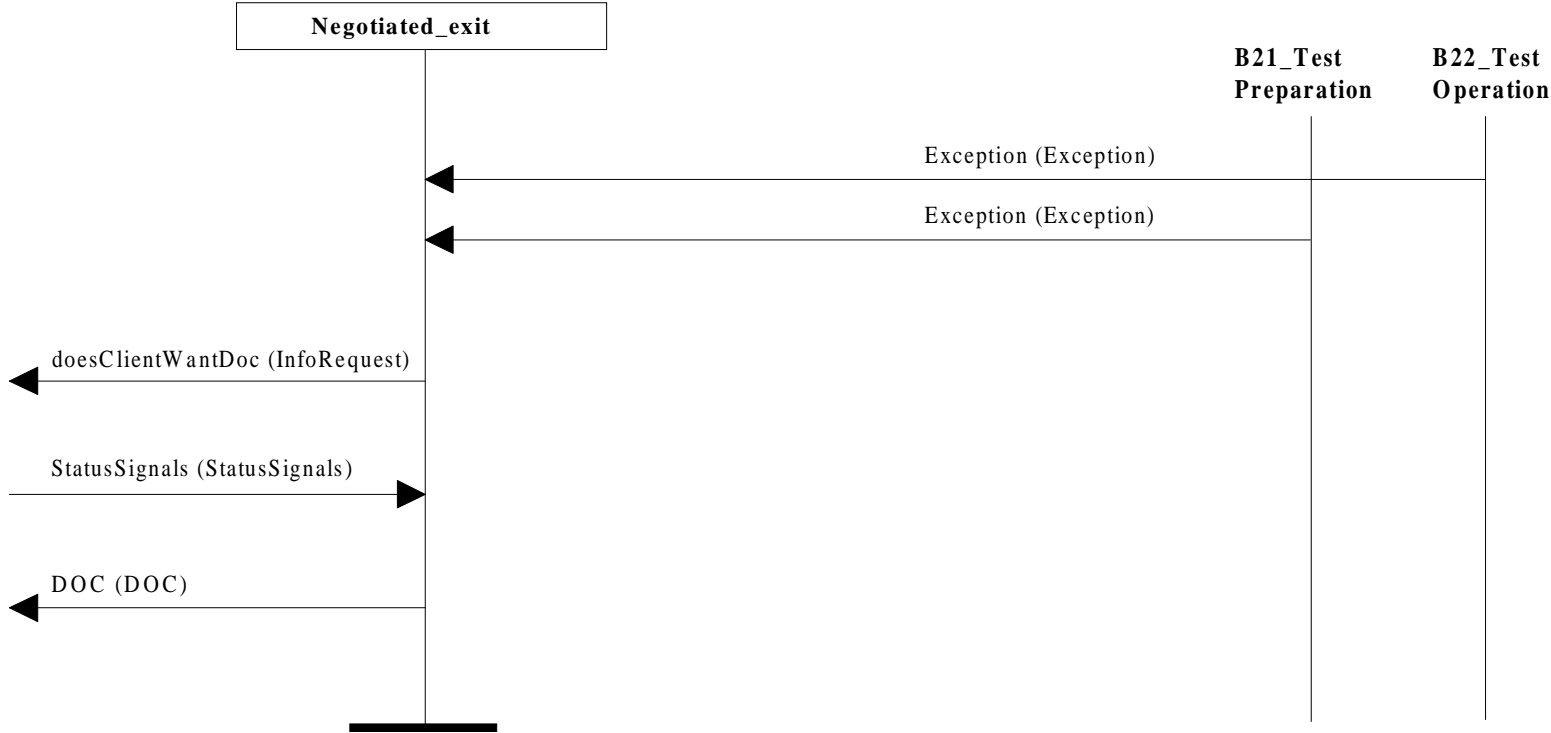 Negotiated_exit
B21_Test
Preparation
B22_Test
Operation
Exception (Exception)
Exception (Exception)
doesClientWantDoc (InfoRequest)
StatusSignals (StatusSignals)
DOC (DOC)